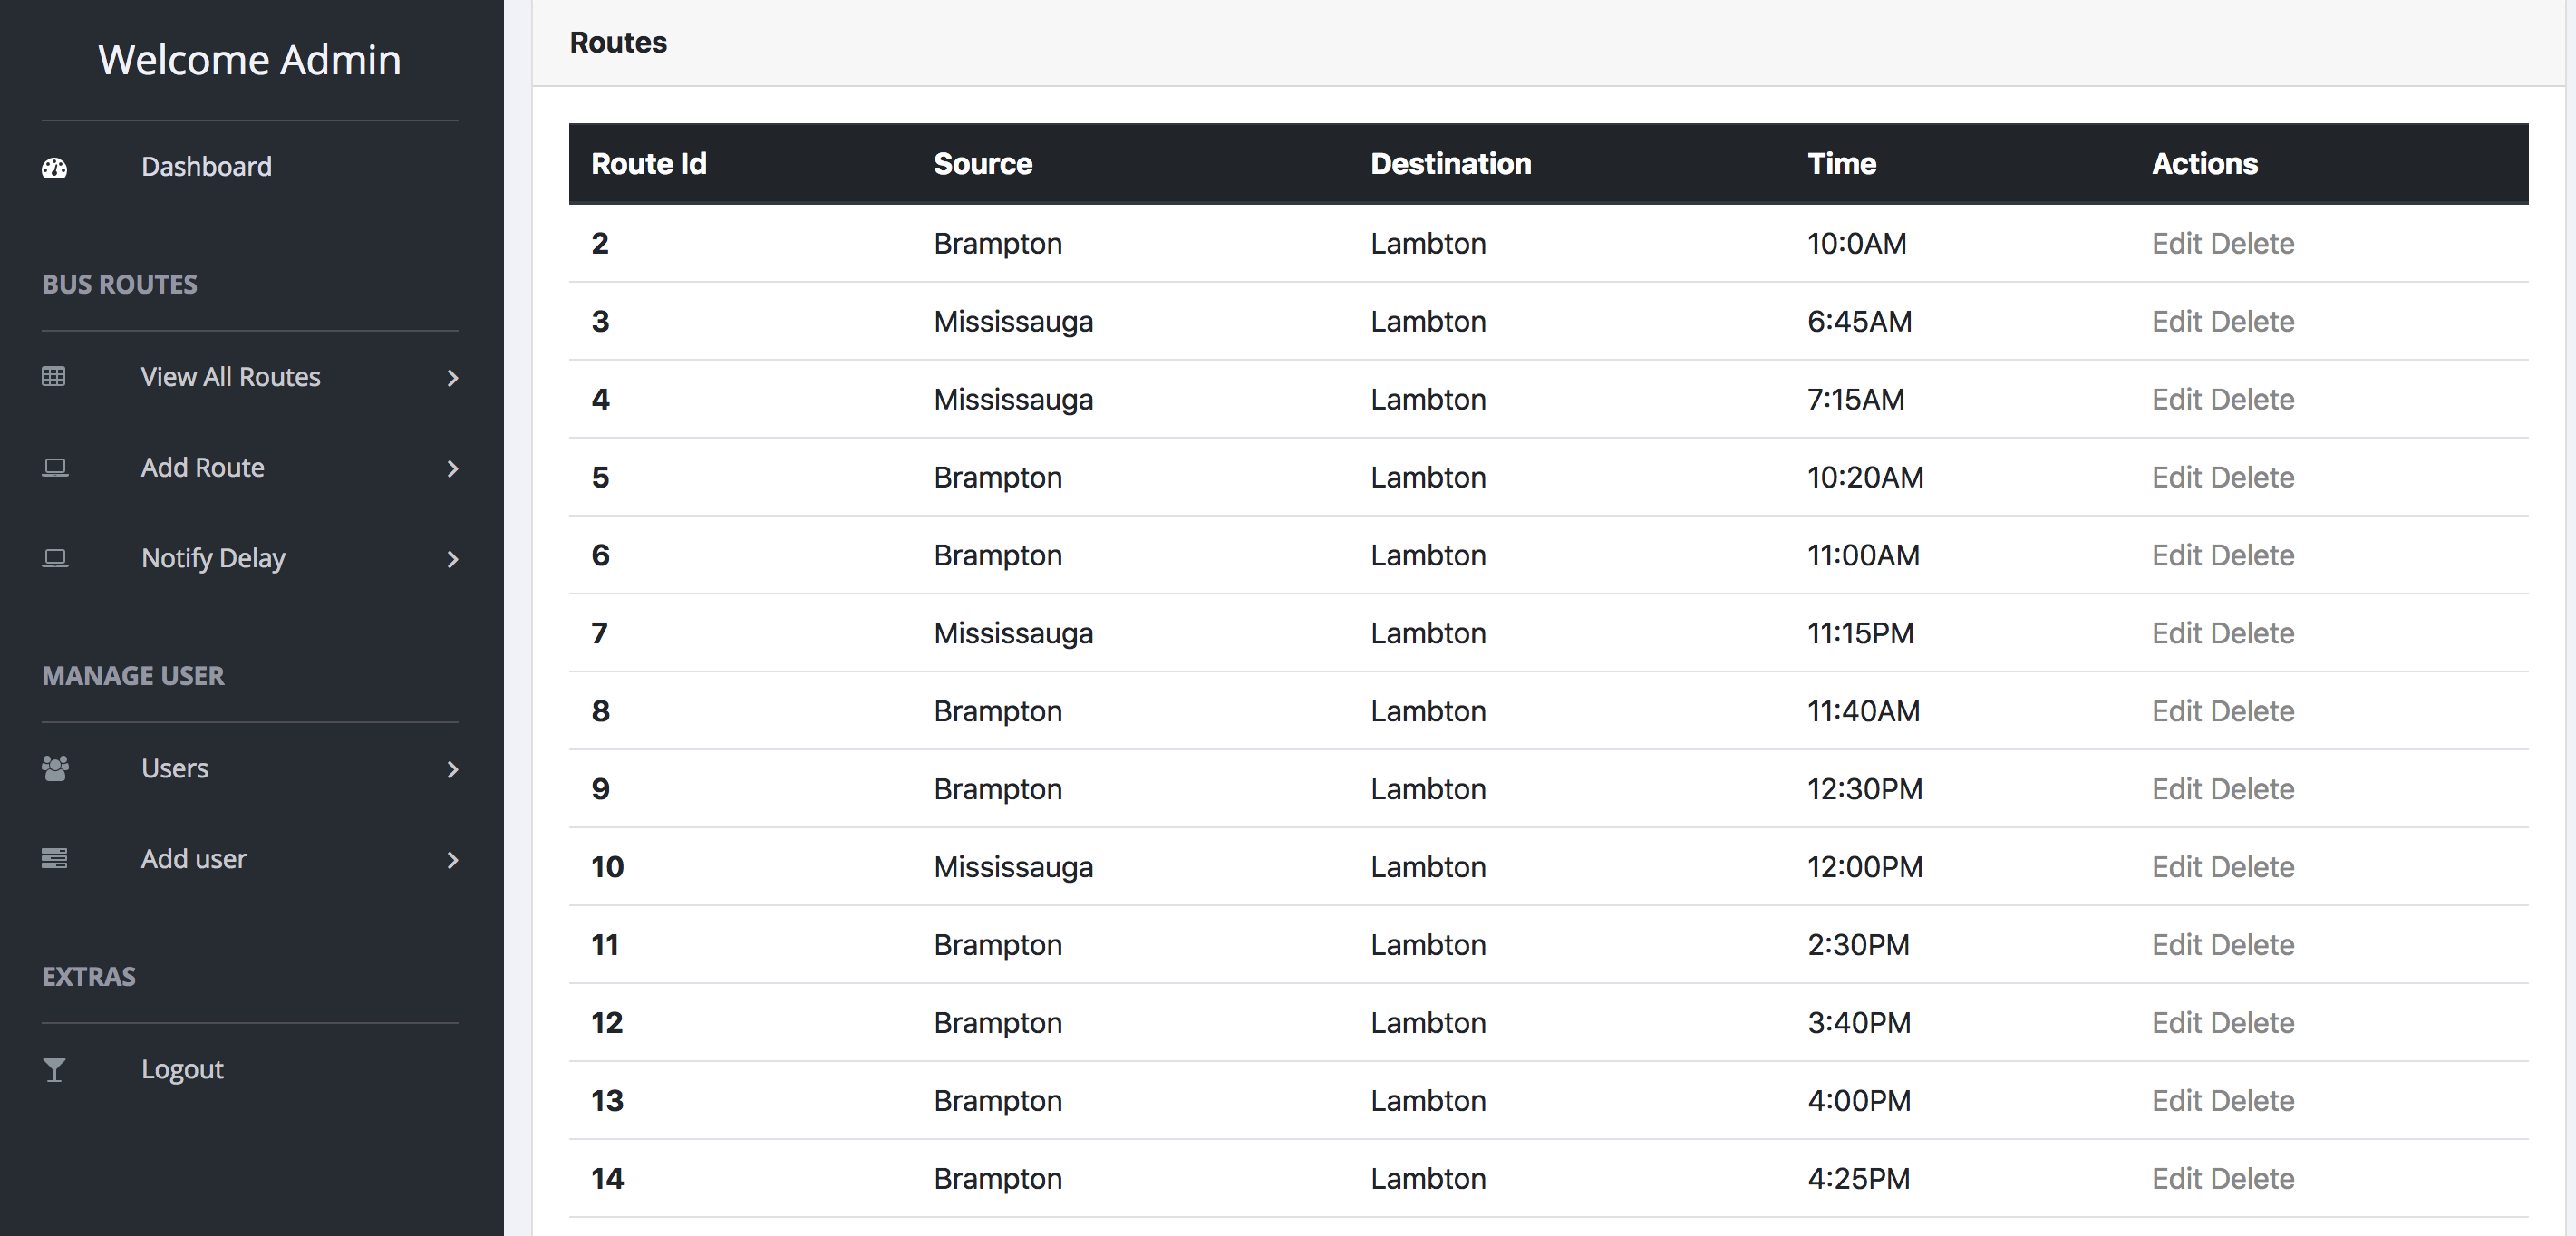 Welcome Admin
Dashboard
BUS ROUTES
View All Routes
Add Route
Notify Delay
MANAGE USER
Users
Add user
EXTRAS
Logout
Routes
Route Id Source Destination Time Actions
2 Brampton Lambton 10:0AM Edit Delete
3 Mississauga Lambton 6:45AM Edit Delete
4 Mississauga Lambton 7:15AM Edit Delete
5 Brampton Lambton 10:20AM Edit Delete
6 Brampton Lambton 11:00AM Edit Delete
7 Mississauga Lambton 11:15PM Edit Delete
8 Brampton Lambton 11:40AM Edit Delete
9 Brampton Lambton 12:30PM Edit Delete
10 Mississauga Lambton 12:00PM Edit Delete
11 Brampton Lambton 2:30PM Edit Delete
12 Brampton Lambton 3:40PM Edit Delete
13 Brampton Lambton 4:00PM Edit Delete
14 Brampton Lambton 4:25PM Edit Delete